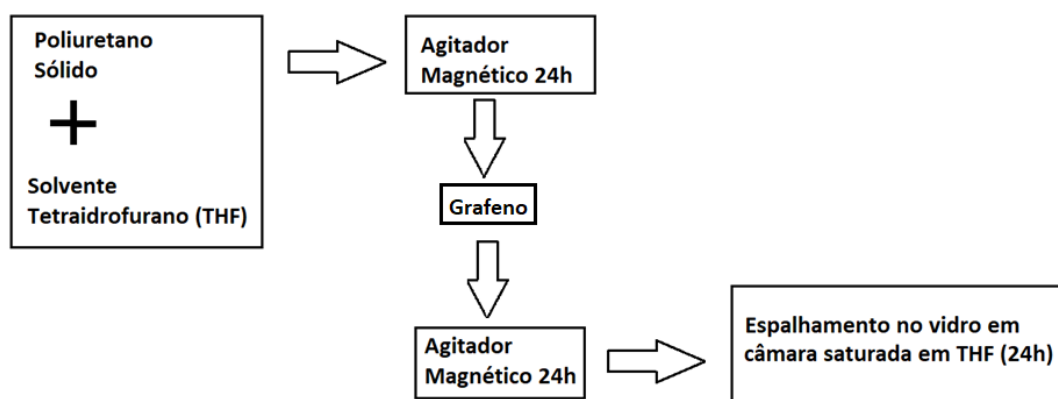 Poliuretano
Sólido
+
Solvente
Tetraidrofurano (THF)
Agitador
Magnético 24h
Grafeno
Agitador
Magnético 24h
Espalhamento no vidro em
câmara saturada em THF (24h)